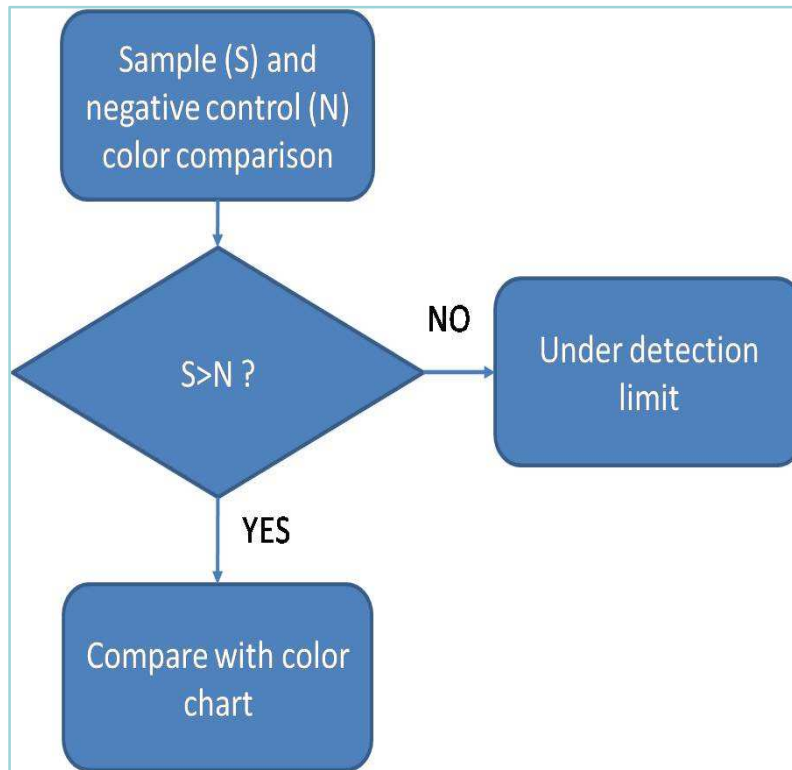 Sample (S) and
negative control (N)
color comparison
S>N ?
NO
Under detection
limit
YES
Compare with color
chart